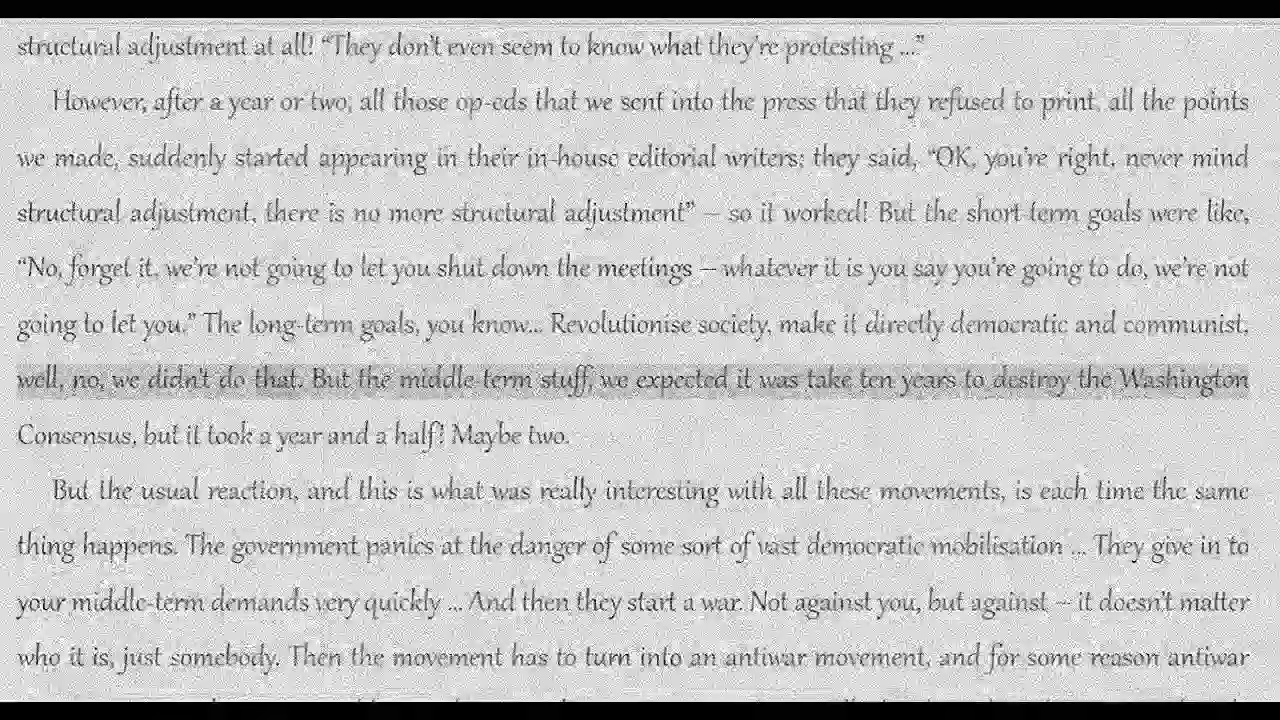 structural adjustment at all! “They don’t even seem to know what they’re protesting ...”
However, after a year or two, all those op-eds that we sent into the press that they refused to print, all the points
we made, suddenly started appearing in their in-house editorial writers: they said, “OK, you’re right, never mind
structural adjustment, there is no more structural adjustment” – so it worked! But the short-term goals were like,
“No, forget it, we’re not going to let you shut down the meetings – whatever it is you say you’re going to do, we’re not
going to let you.” The long-term goals, you know... Revolutionise society, make it directly democratic and communist,
well, no, we didn’t do that. But the middle-term stuff, we expected it was take ten years to destroy the Washington
Consensus, but it took a year and a half! Maybe two.
But the usual reaction, and this is what was really interesting with all these movements, is each time the same
thing happens. The government panics at the danger of some sort of vast democratic mobilisation ... They give in to
your middle-term demands very quickly ... And then they start a war. Not against you, but against – it doesn’t matter
who it is, just somebody. Then the movement has to turn into an antiwar movement, and for some reason antiwar